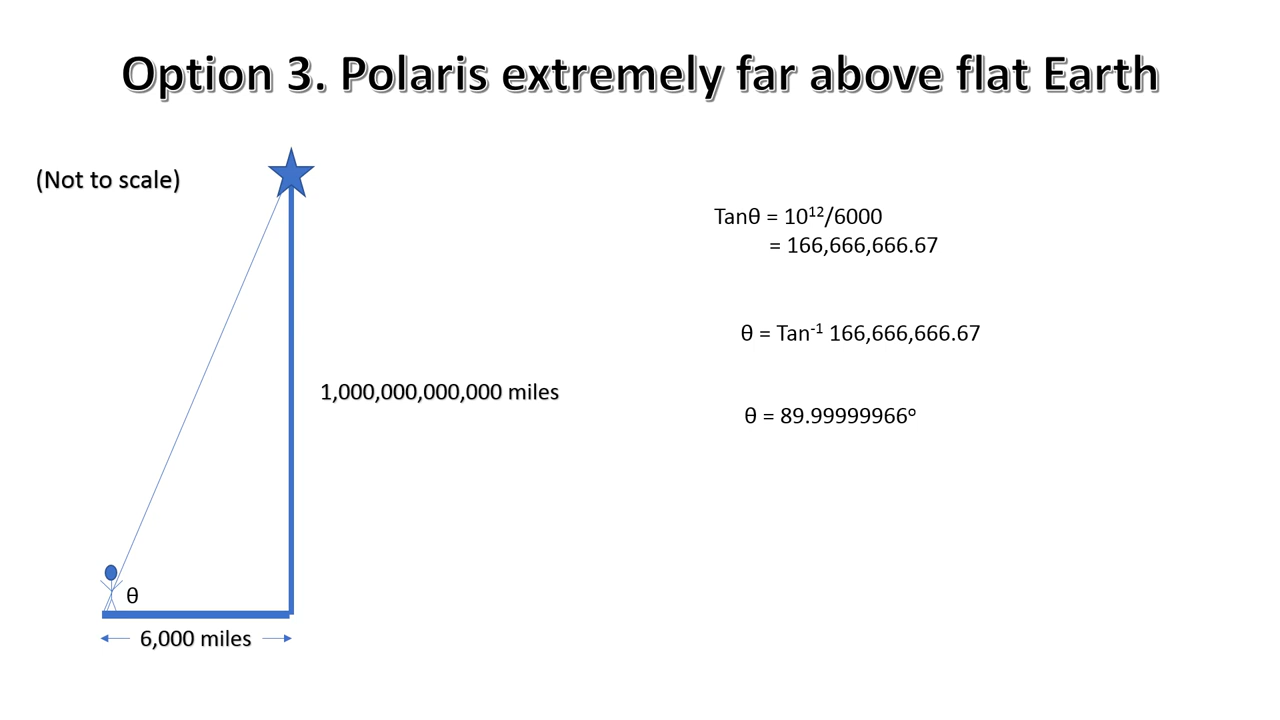 Option 3. Polaris extremely far above flat Earth
(Not to scale)
Tanθ = 10¹²/6000
= 166,666,666.67
θ = Tan⁻¹ 166,666,666.67
1,000,000,000,000 miles
θ = 89.99999966º
θ
6,000 miles